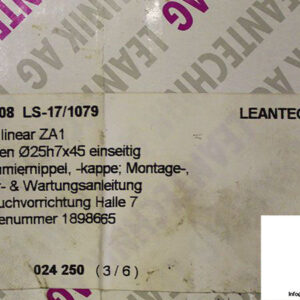 LEANTECHNIK AG
08 LS-17/1079
LEANTEC
linear ZA1
en Ø25h7x45 einseitig
miernippel, -kappe; Montage-,
r- & Wartungsanleitung
uchvorrichtung Halle 7
enummer 1898665
024 250 (3/6)
Info